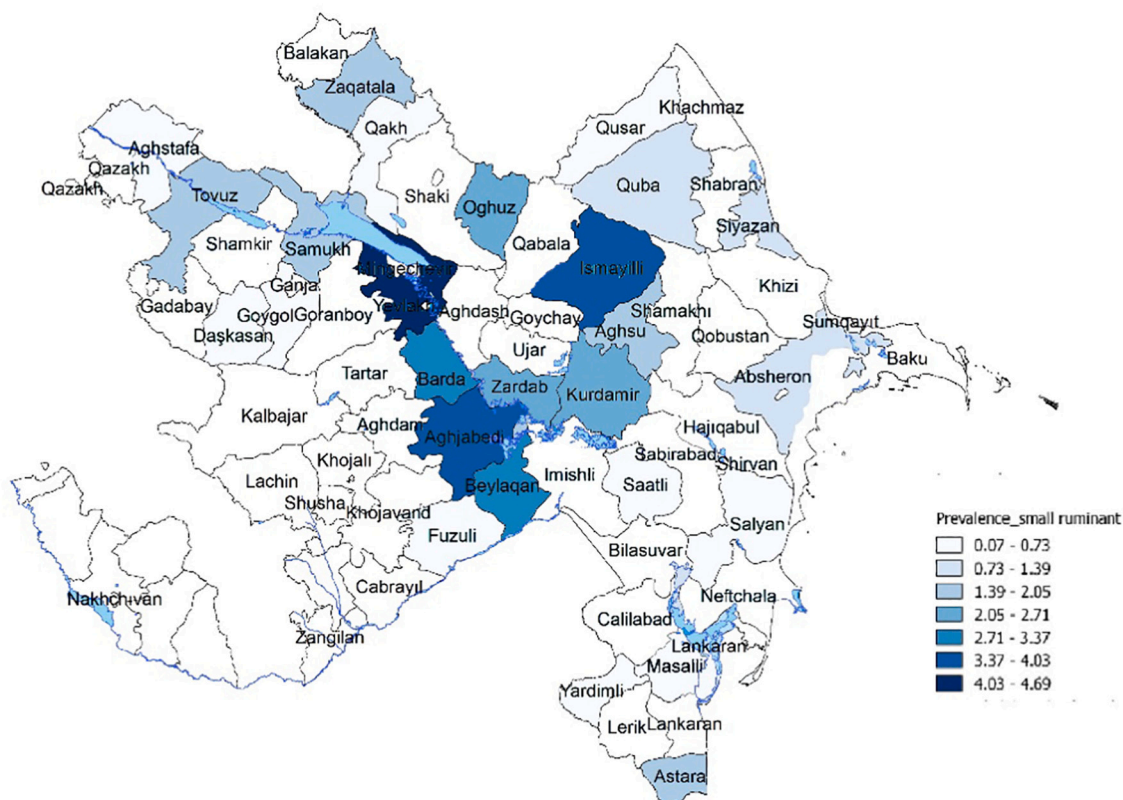 Balakan
Zaqatala
Khachmaz
Qakh
Qusar
Aghstafa
Qazakh
Qazakh
Shaki
Quba
Shabran
Tovuz
Oghuz
Siyazan
Shamkir
Samukh
Qabala
Ismayilli
Mingechevir
Ganja
Khizi
Gadabay
Yevlakh
Aghdash
Goychay
Shamakhi
Goygol
Goranboy
Sumqayit
Daşkasan
Aghsu
Qobustan
Ujar
Baku
Tartar
Barda
Zardab
Absheron
Kurdamir
Kalbajar
Aghdam
Aghjabedi
Hajıqabul
Sabirabad
Khojalı
Shirvan
Lachin
Beylaqan
Imishli
Saatli
Shusha
Khojavand
Salyan
Fuzuli
Prevalence_small ruminant
0.07 - 0.73
0.73 - 1.39
1.39 - 2.05
2.05 - 2.71
2.71 - 3.37
3.37 - 4.03
4.03 - 4.69
Bilasuvar
Cabrayıl
Nakhchıvan
Neftchala
Calilabad
Zangilan
Lankaran
Masalli
Yardimli
Lerik
Lankaran
Astara